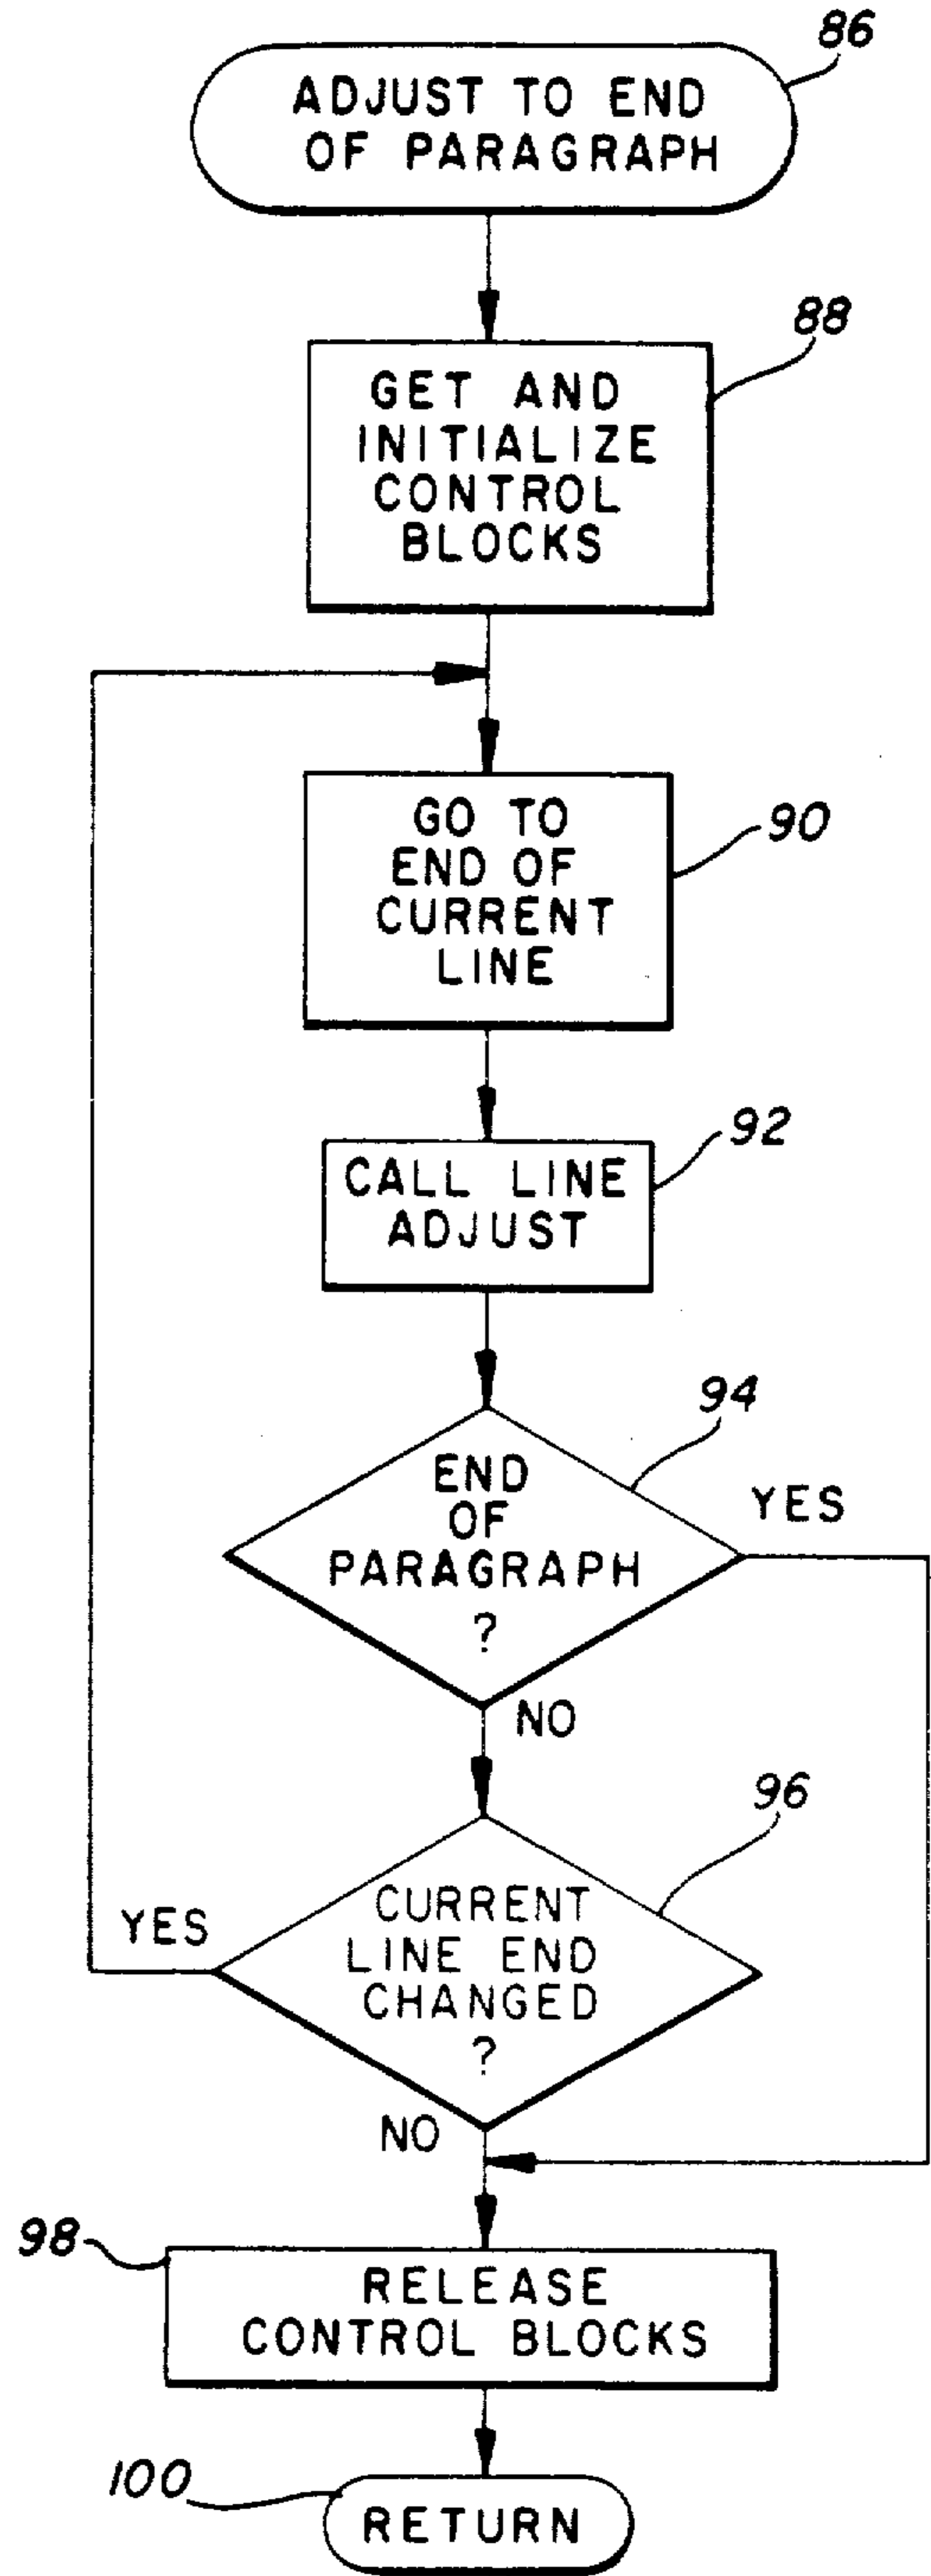 86
ADJUST TO END
OF PARAGRAPH
88
GET AND
INITIALIZE
CONTROL
BLOCKS
90
GO TO
END OF
CURRENT
LINE
92
CALL LINE
ADJUST
94
END
OF
PARAGRAPH
?
YES
NO
96
CURRENT
LINE END
CHANGED
?
YES
NO
98
RELEASE
CONTROL BLOCKS
100
RETURN